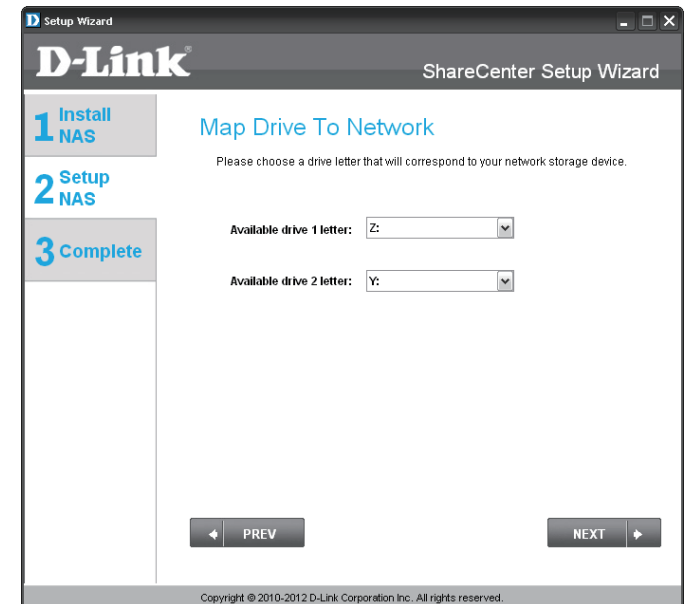 D Setup Wizard
D-Link®
ShareCenter Setup Wizard
1 Install NAS
2 Setup NAS
3 Complete
Map Drive To Network
Please choose a drive letter that will correspond to your network storage device.
Available drive 1 letter: Z:
Available drive 2 letter: Y:
PREV
NEXT
Copyright © 2010-2012 D-Link Corporation Inc. All rights reserved.